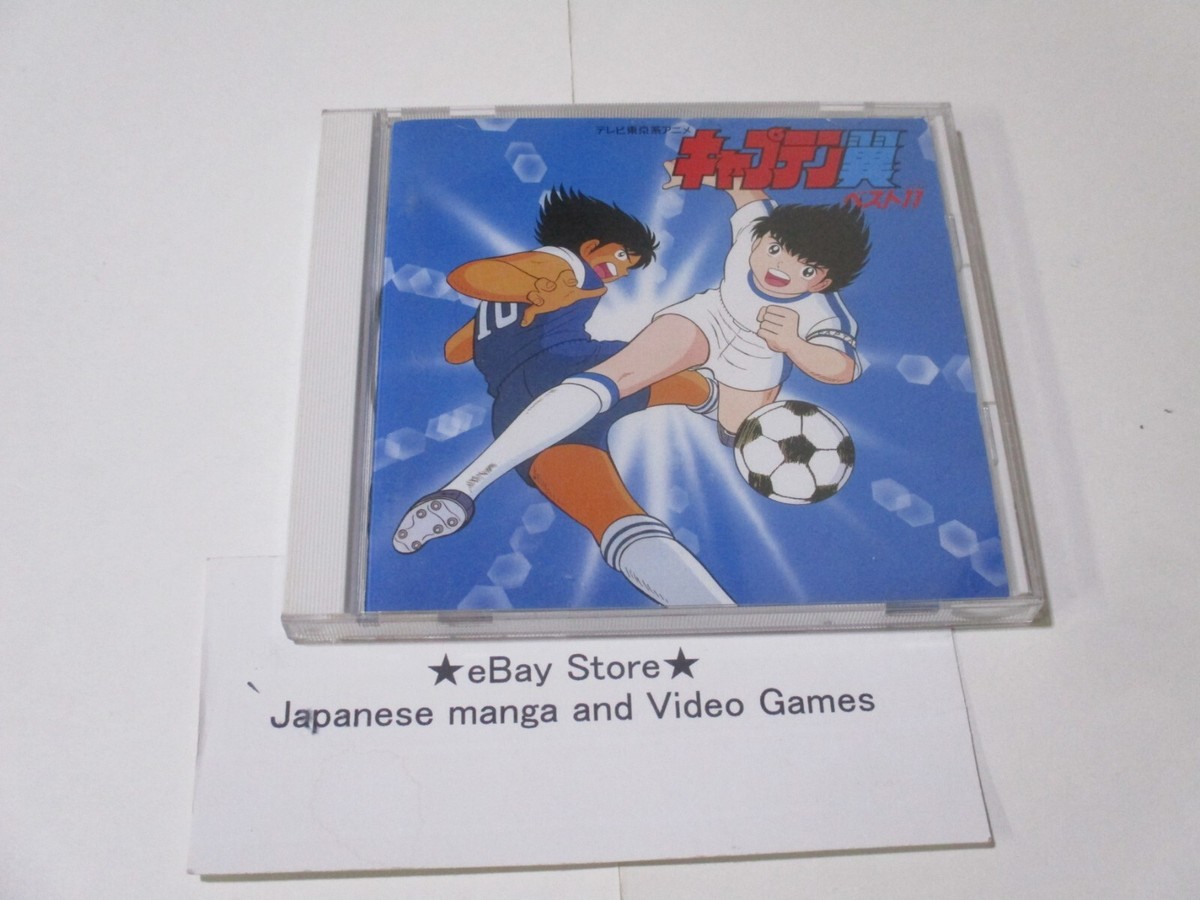 テレビ東京系アニメ
キャプテン翼
ベスト11
10
★eBay Store★
Japanese manga and Video Games